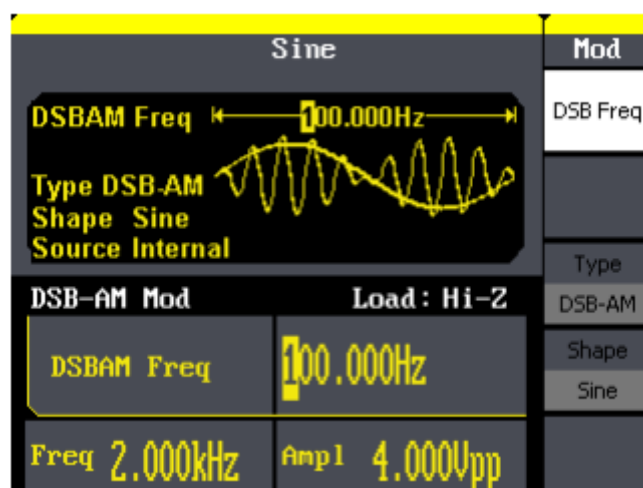 Sine
Mod
DSBAM Freq 100.000Hz
DSB Freq
Type DSB-AM
Shape Sine
Source Internal
Type
DSB-AM Mod Load: Hi-Z
DSB-AM
DSBAM Freq 100.000Hz
Shape
Sine
Freq 2.000kHz Ampl 4.000Vpp